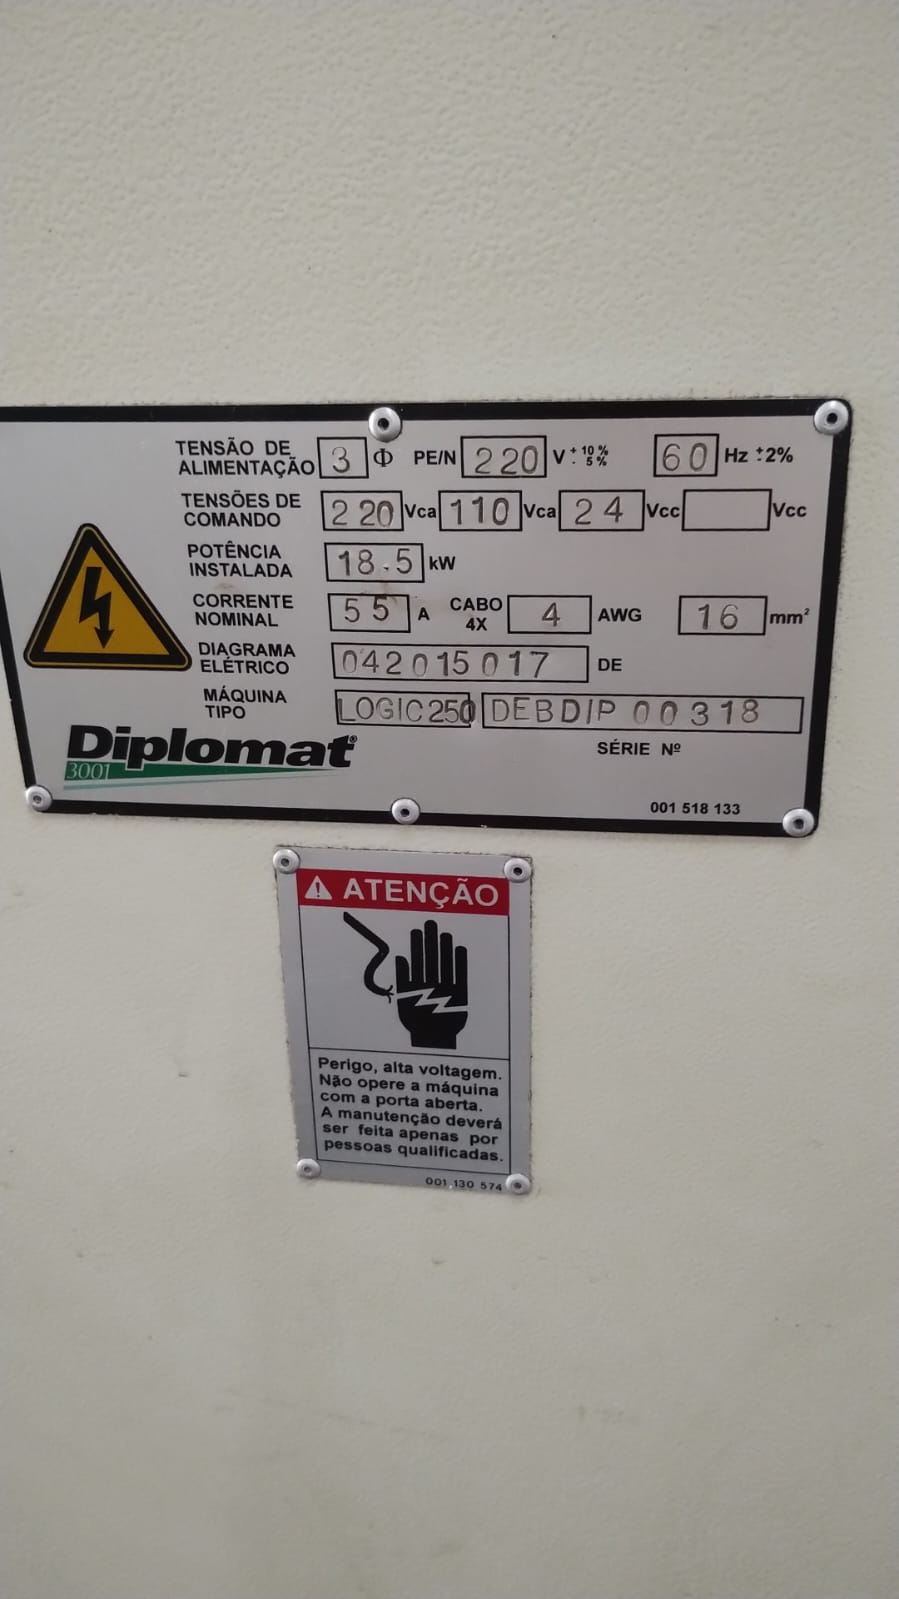 TENSÃO DE ALIMENTAÇÃO 3 Φ PE/N 220 V +10% -5% 60 Hz ±2%
TENSÕES DE COMANDO 220 Vca 110 Vca 24 Vcc Vcc
POTÊNCIA INSTALADA 18.5 kW
CORRENTE NOMINAL 55 A CABO 4X 4 AWG 16 mm²
DIAGRAMA ELÉTRICO 042015017 DE
MÁQUINA TIPO LOGIC250 DEBDIP 00318
SÉRIE Nº
Diplomat®
3001
001 518 133
ATENÇÃO
Perigo, alta voltagem.
Não opere a máquina
com a porta aberta.
A manutenção deverá
ser feita apenas por
pessoas qualificadas.
001 130 574